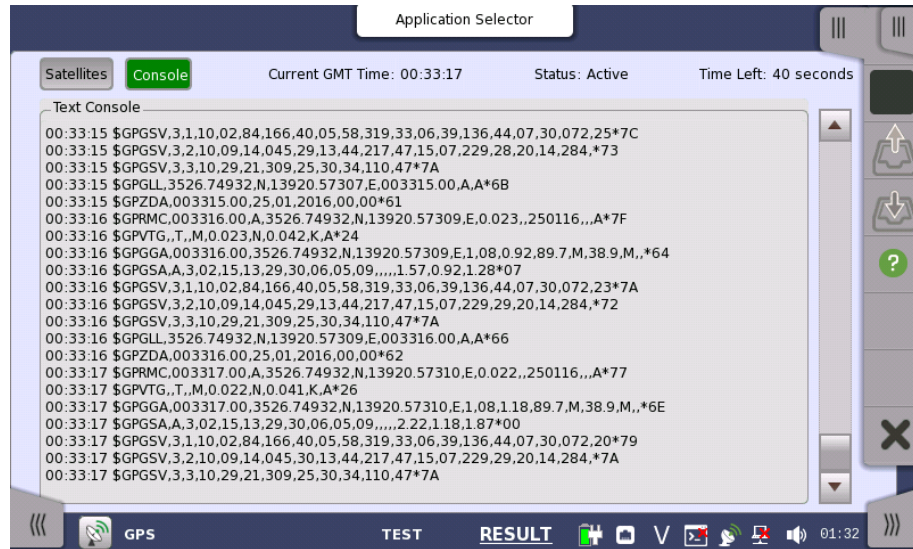 Application Selector
Satellites Console Current GMT Time: 00:33:17 Status: Active Time Left: 40 seconds
Text Console
00:33:15 $GPGSV,3,1,10,02,84,166,40,05,58,319,33,06,39,136,44,07,30,072,25*7C
00:33:15 $GPGSV,3,2,10,09,14,045,29,13,44,217,47,15,07,229,28,20,14,284,*73
00:33:15 $GPGSV,3,3,10,29,21,309,25,30,34,110,47*7A
00:33:15 $GPGLL,3526.74932,N,13920.57307,E,003315.00,A,A*6B
00:33:15 $GPZDA,003315.00,25,01,2016,00,00*61
00:33:16 $GPRMC,003316.00,A,3526.74932,N,13920.57309,E,0.023,,250116,,,A*7F
00:33:16 $GPVTG,,T,,M,0.023,N,0.042,K,A*24
00:33:16 $GPGGA,003316.00,3526.74932,N,13920.57309,E,1,08,0.92,89.7,M,38.9,M,,*64
00:33:16 $GPGSA,A,3,02,15,13,29,30,06,05,09,,,,,1.57,0.92,1.28*07
00:33:16 $GPGSV,3,1,10,02,84,166,40,05,58,319,33,06,39,136,44,07,30,072,23*7A
00:33:16 $GPGSV,3,2,10,09,14,045,29,13,44,217,47,15,07,229,29,20,14,284,*72
00:33:16 $GPGSV,3,3,10,29,21,309,25,30,34,110,47*7A
00:33:16 $GPGLL,3526.74932,N,13920.57309,E,003316.00,A,A*66
00:33:16 $GPZDA,003316.00,25,01,2016,00,00*62
00:33:17 $GPRMC,003317.00,A,3526.74932,N,13920.57310,E,0.022,,250116,,,A*77
00:33:17 $GPVTG,,T,,M,0.022,N,0.041,K,A*26
00:33:17 $GPGGA,003317.00,3526.74932,N,13920.57310,E,1,08,1.18,89.7,M,38.9,M,,*6E
00:33:17 $GPGSA,A,3,02,15,13,29,30,06,05,09,,,,,2.22,1.18,1.87*00
00:33:17 $GPGSV,3,1,10,02,84,166,40,05,58,319,33,06,39,136,44,07,30,072,20*79
00:33:17 $GPGSV,3,2,10,09,14,045,30,13,44,217,47,15,07,229,29,20,14,284,*7A
00:33:17 $GPGSV,3,3,10,29,21,309,25,30,34,110,47*7A
GPS TEST RESULT V 01:32